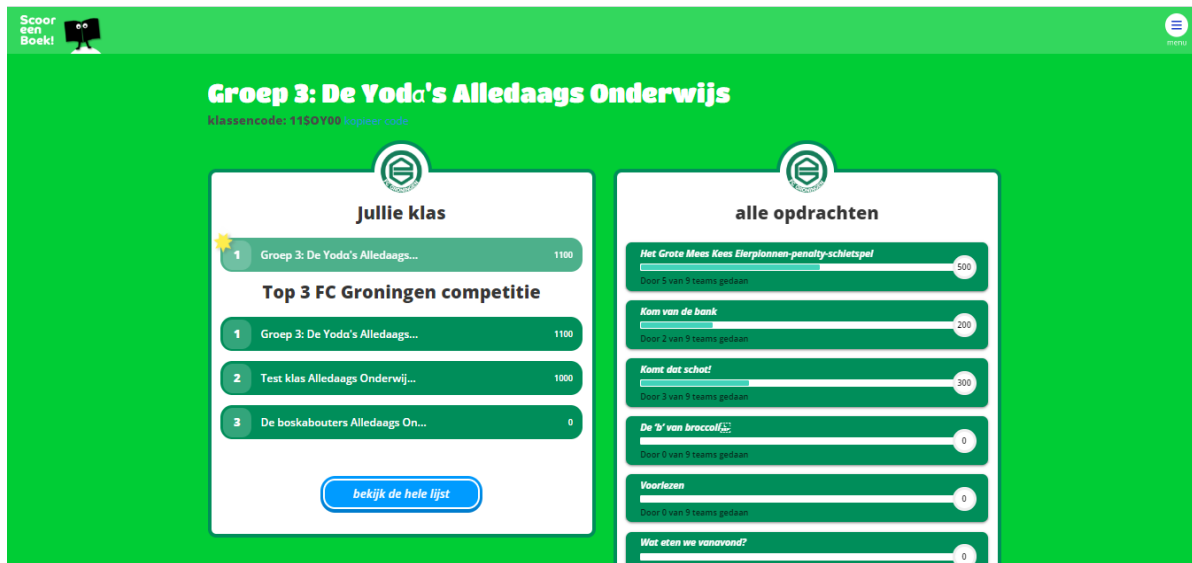 Scoor
een
Boek!
menu
Groep 3: De Yodα's Alledaags Onderwijs
klassencode: 11SOY00
FC GRONINGEN
Jullie klas
1 Groep 3: De Yodα's Alledaags... 1100
Top 3 FC Groningen competitie
1 Groep 3: De Yodα's Alledaags... 1100
2 Test klas Alledaags Onderwij... 1000
3 De boskabouters Alledaags On... 0
bekijk de hele lijst
FC GRONINGEN
alle opdrachten
Het Grote Mees Kees Eierpionnen-penalty-schietspel
500
Door 5 van 9 teams gedaan
Kom van de bank
200
Door 2 van 9 teams gedaan
Komt dat schot!
300
Door 3 van 9 teams gedaan
De ‘b’ van broccoli
0
Door 0 van 9 teams gedaan
Voorlezen
0
Door 0 van 9 teams gedaan
Wat eten we vanavond?
0